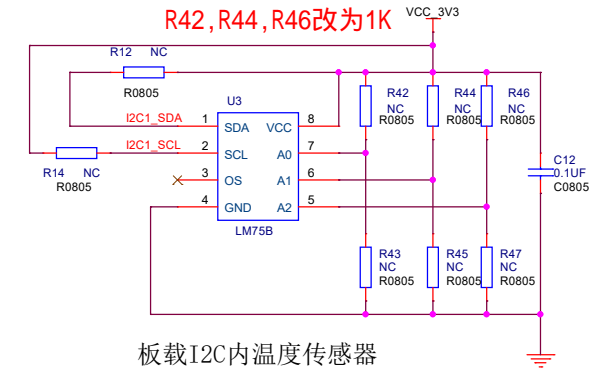 R42,R44,R46改为1K
VCC_3V3
R12 NC
R0805
I2C1_SDA
I2C1_SCL
R14 NC
R0805
U3
1 SDA VCC 8
2 SCL A0 7
3 OS A1 6
4 GND A2 5
LM75B
R42
NC
R0805
R44
NC
R0805
R46
NC
R0805
C12
0.1UF
C0805
R43
NC
R0805
R45
NC
R0805
R47
NC
R0805
板载I2C内温度传感器